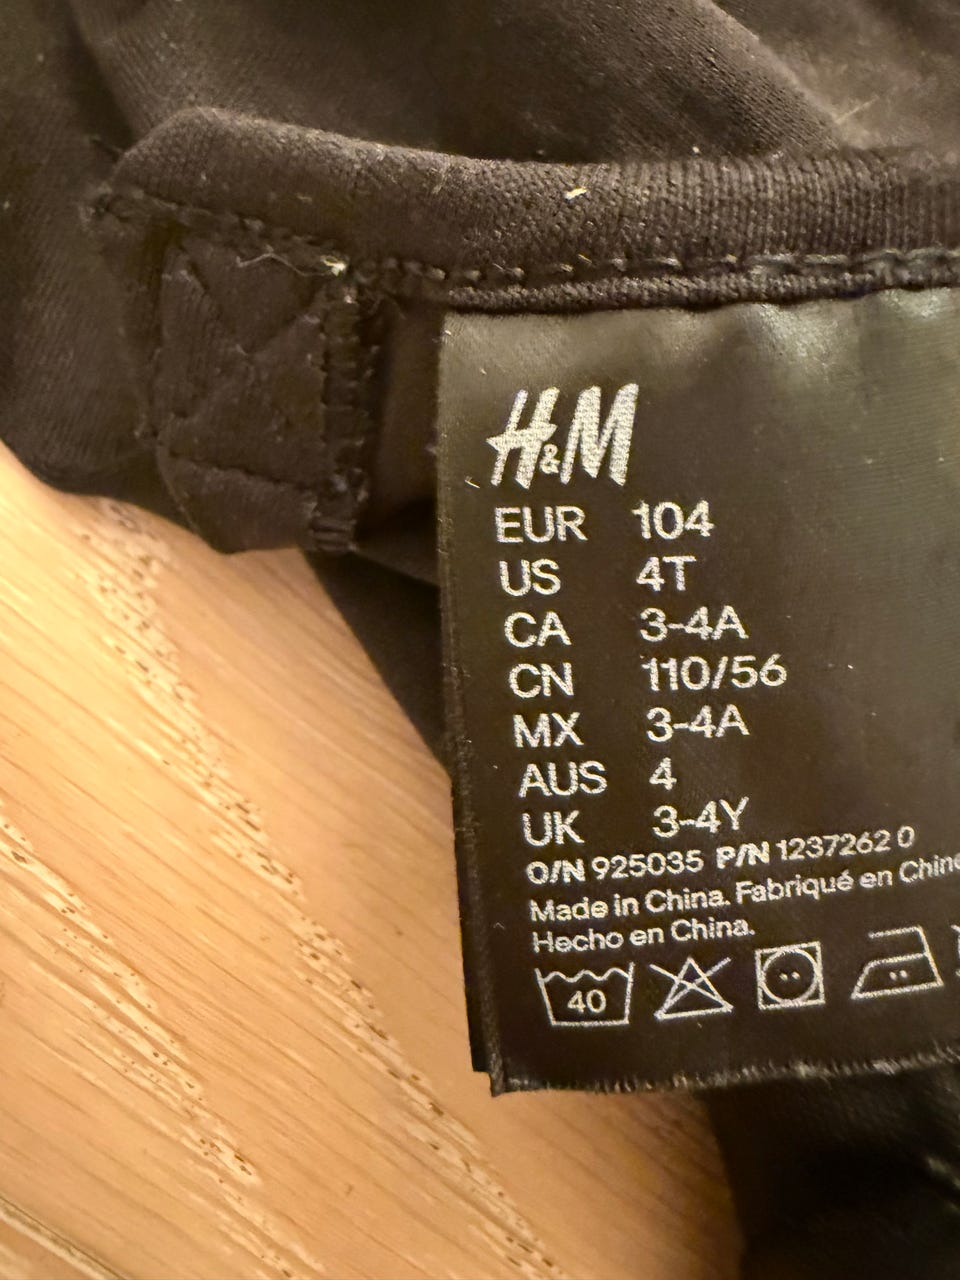 H&M
EUR 104
US 4T
CA 3-4A
CN 110/56
MX 3-4A
AUS 4
UK 3-4Y
O/N 925035 P/N 1237262 0
Made in China. Fabriqué en Chine
Hecho en China.
40